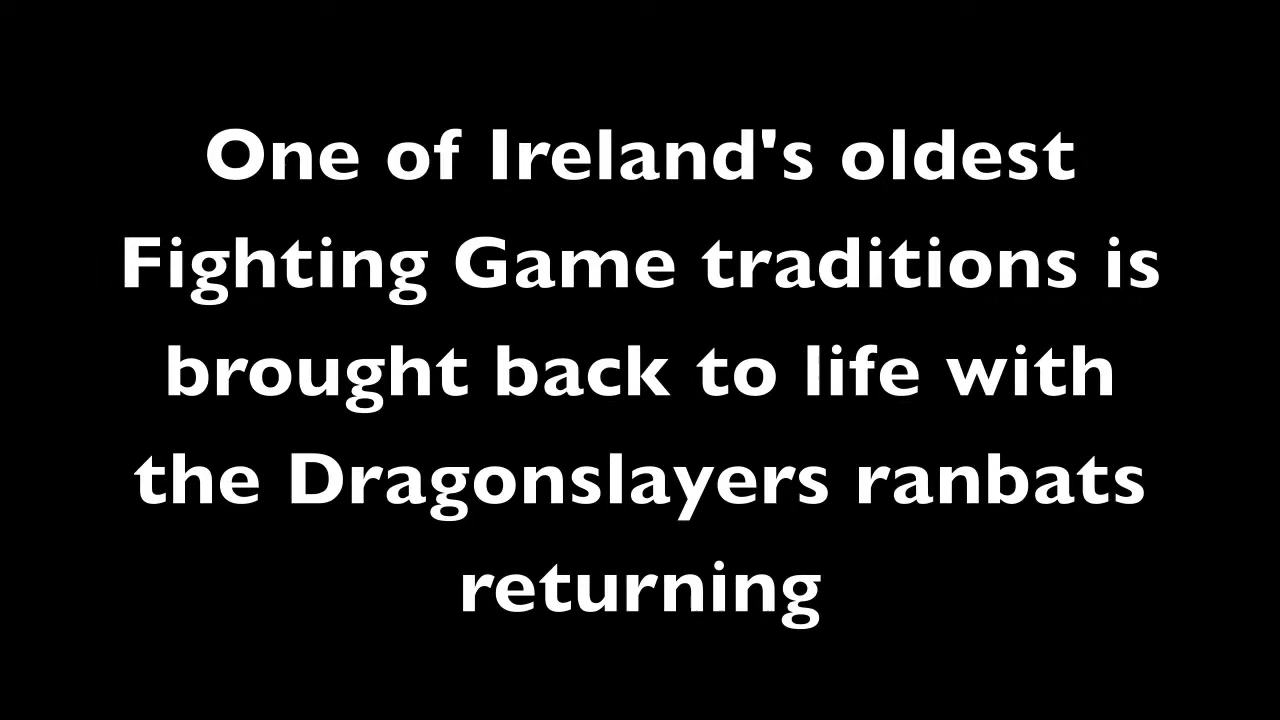 One of Ireland's oldest
Fighting Game traditions is
brought back to life with
the Dragonslayers ranbats
returning